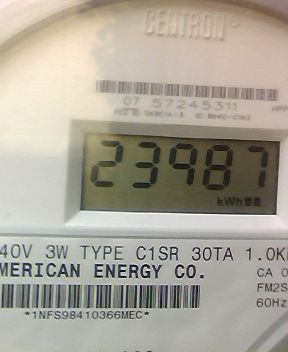 CENTRON
07 57245311
23987
kWh
40V 3W TYPE C1SR 30TA 1.0K
MERICAN ENERGY CO.
CA 0
FM2S
60Hz
*1NFS98410366MEC*